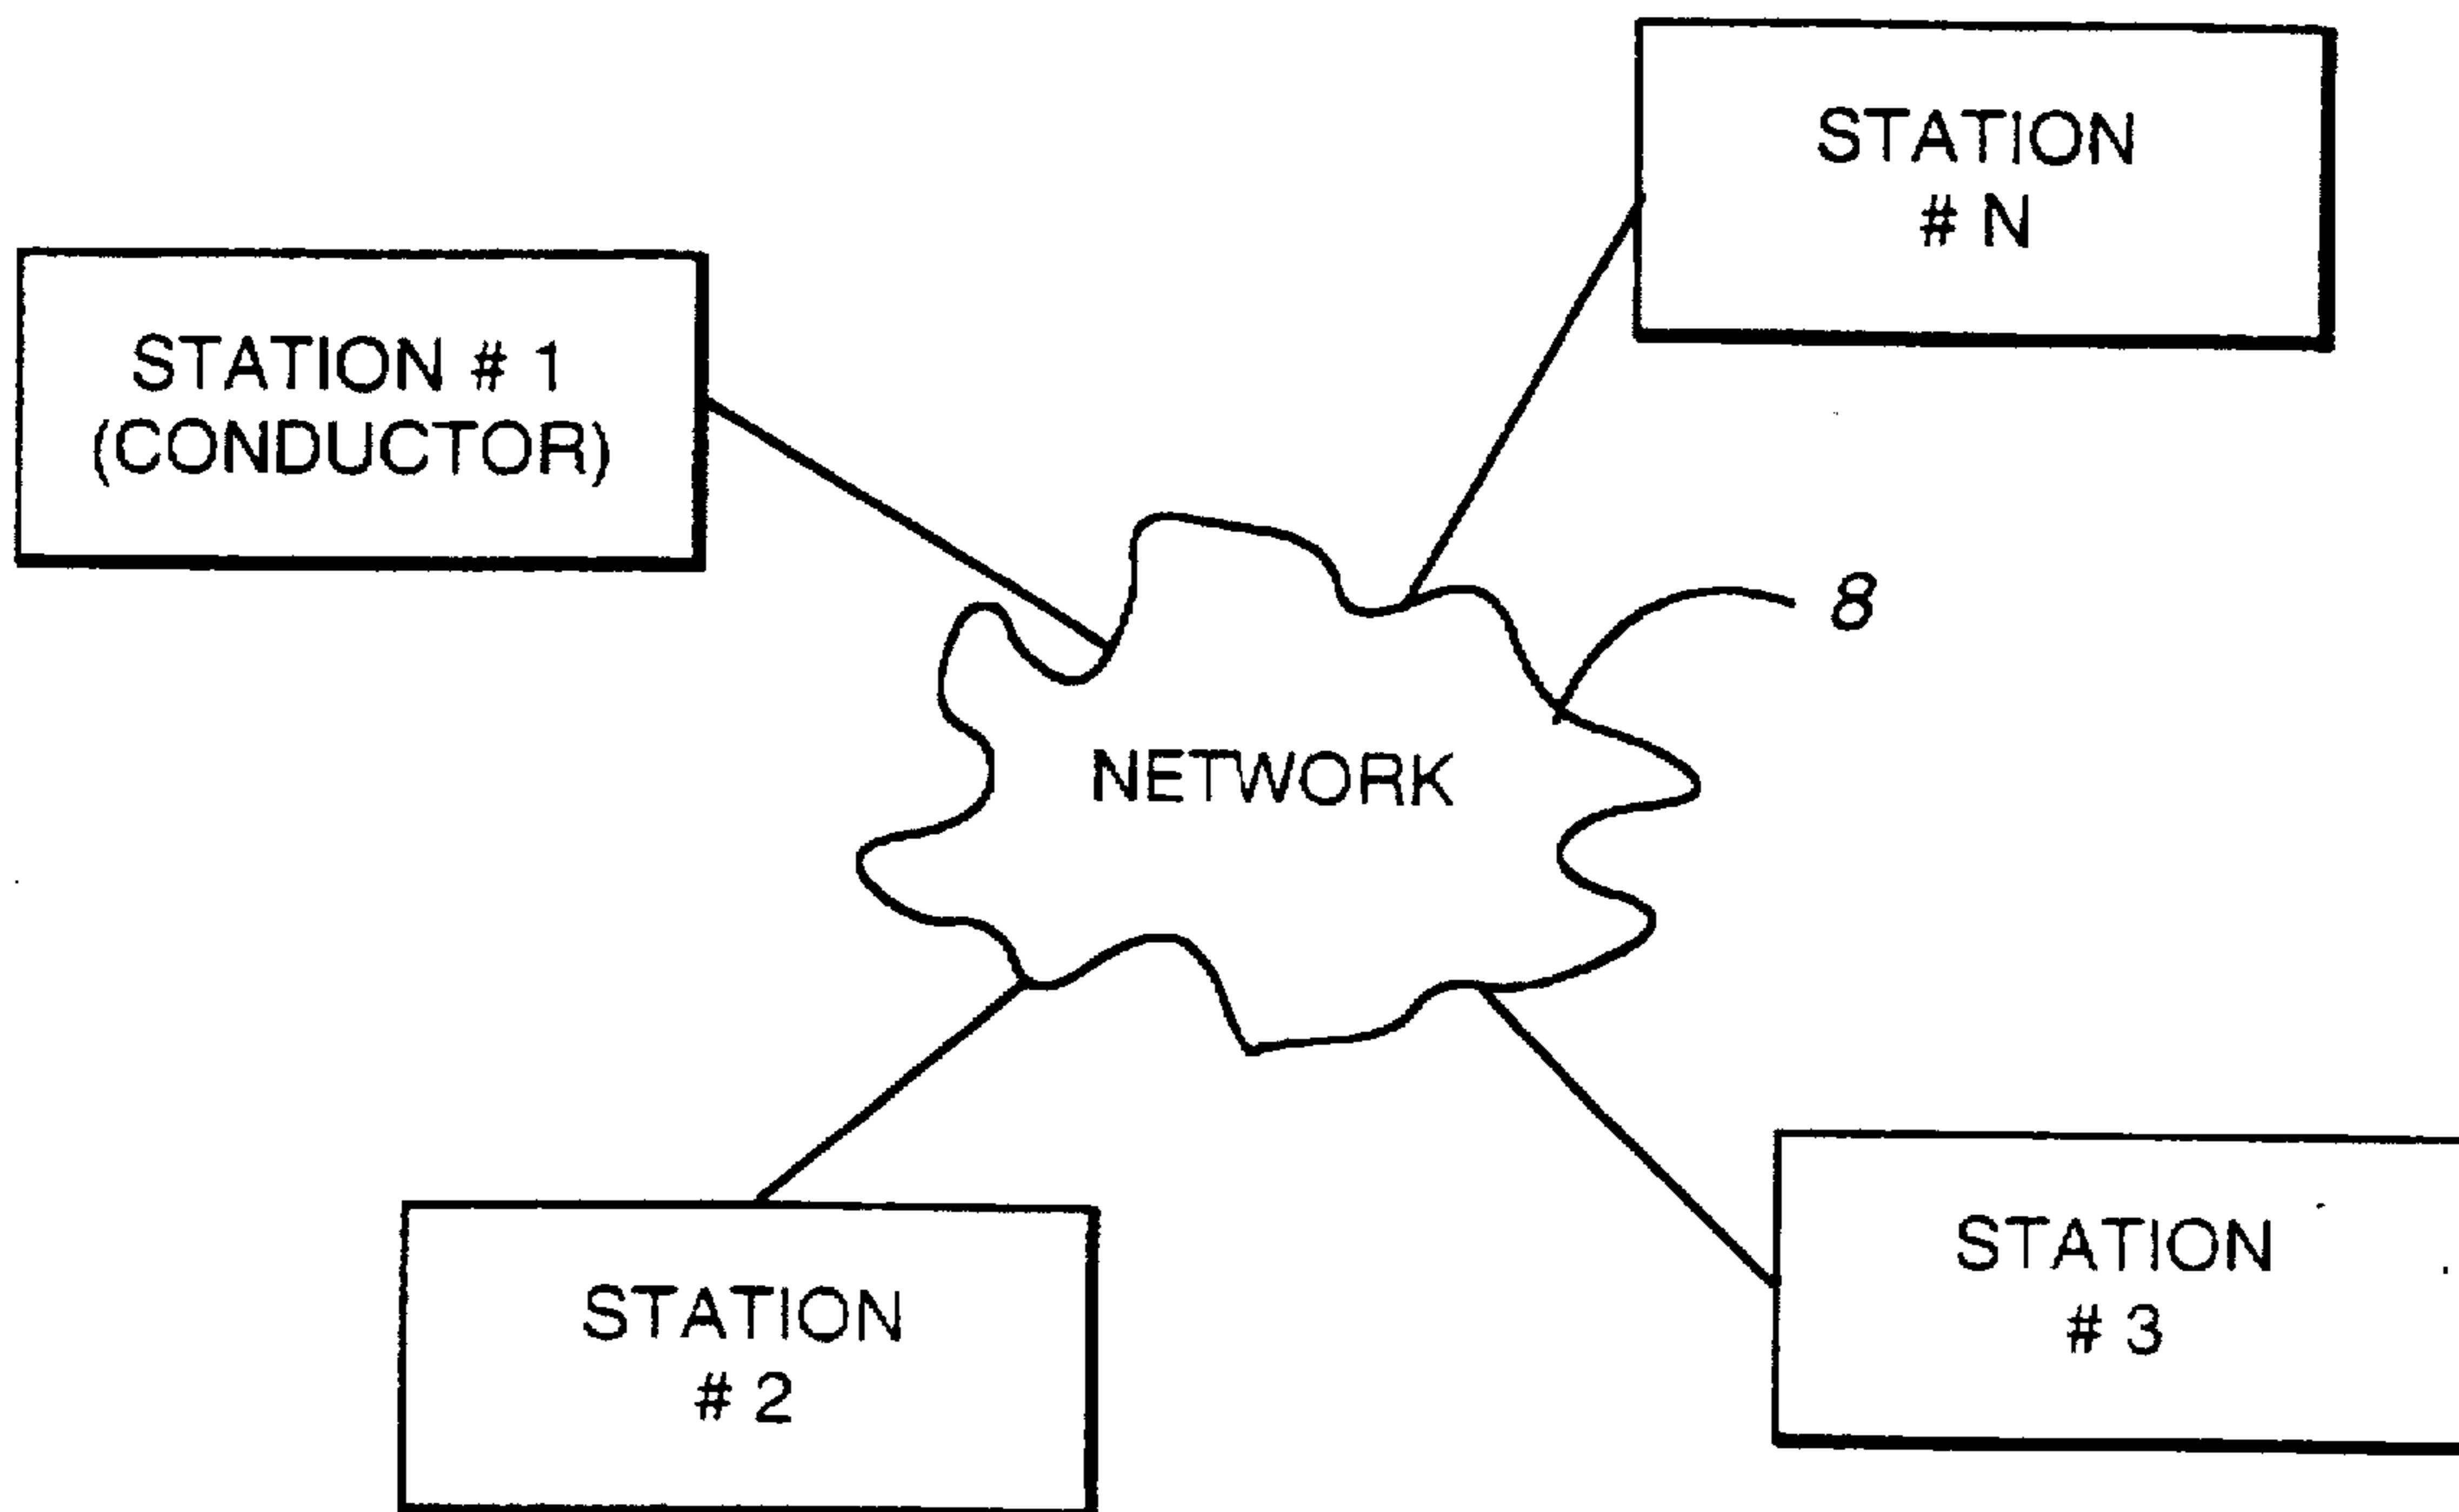 STATION
# N
STATION # 1
(CONDUCTOR)
8
NETWORK
STATION
# 2
STATION
# 3